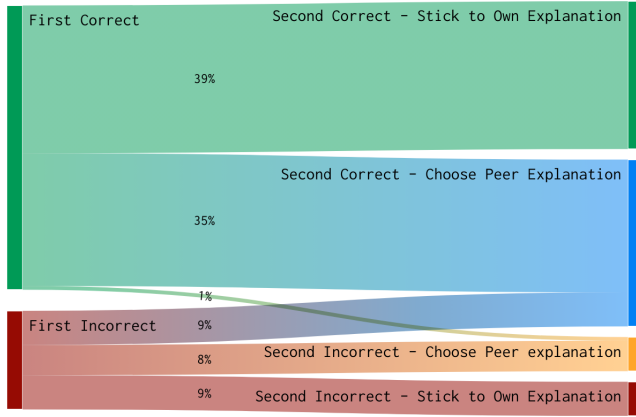 First Correct
Second Correct – Stick to Own Explanation
39%
Second Correct – Choose Peer Explanation
35%
1%
First Incorrect
9%
Second Incorrect – Choose Peer explanation
8%
9%
Second Incorrect – Stick to Own Explanation